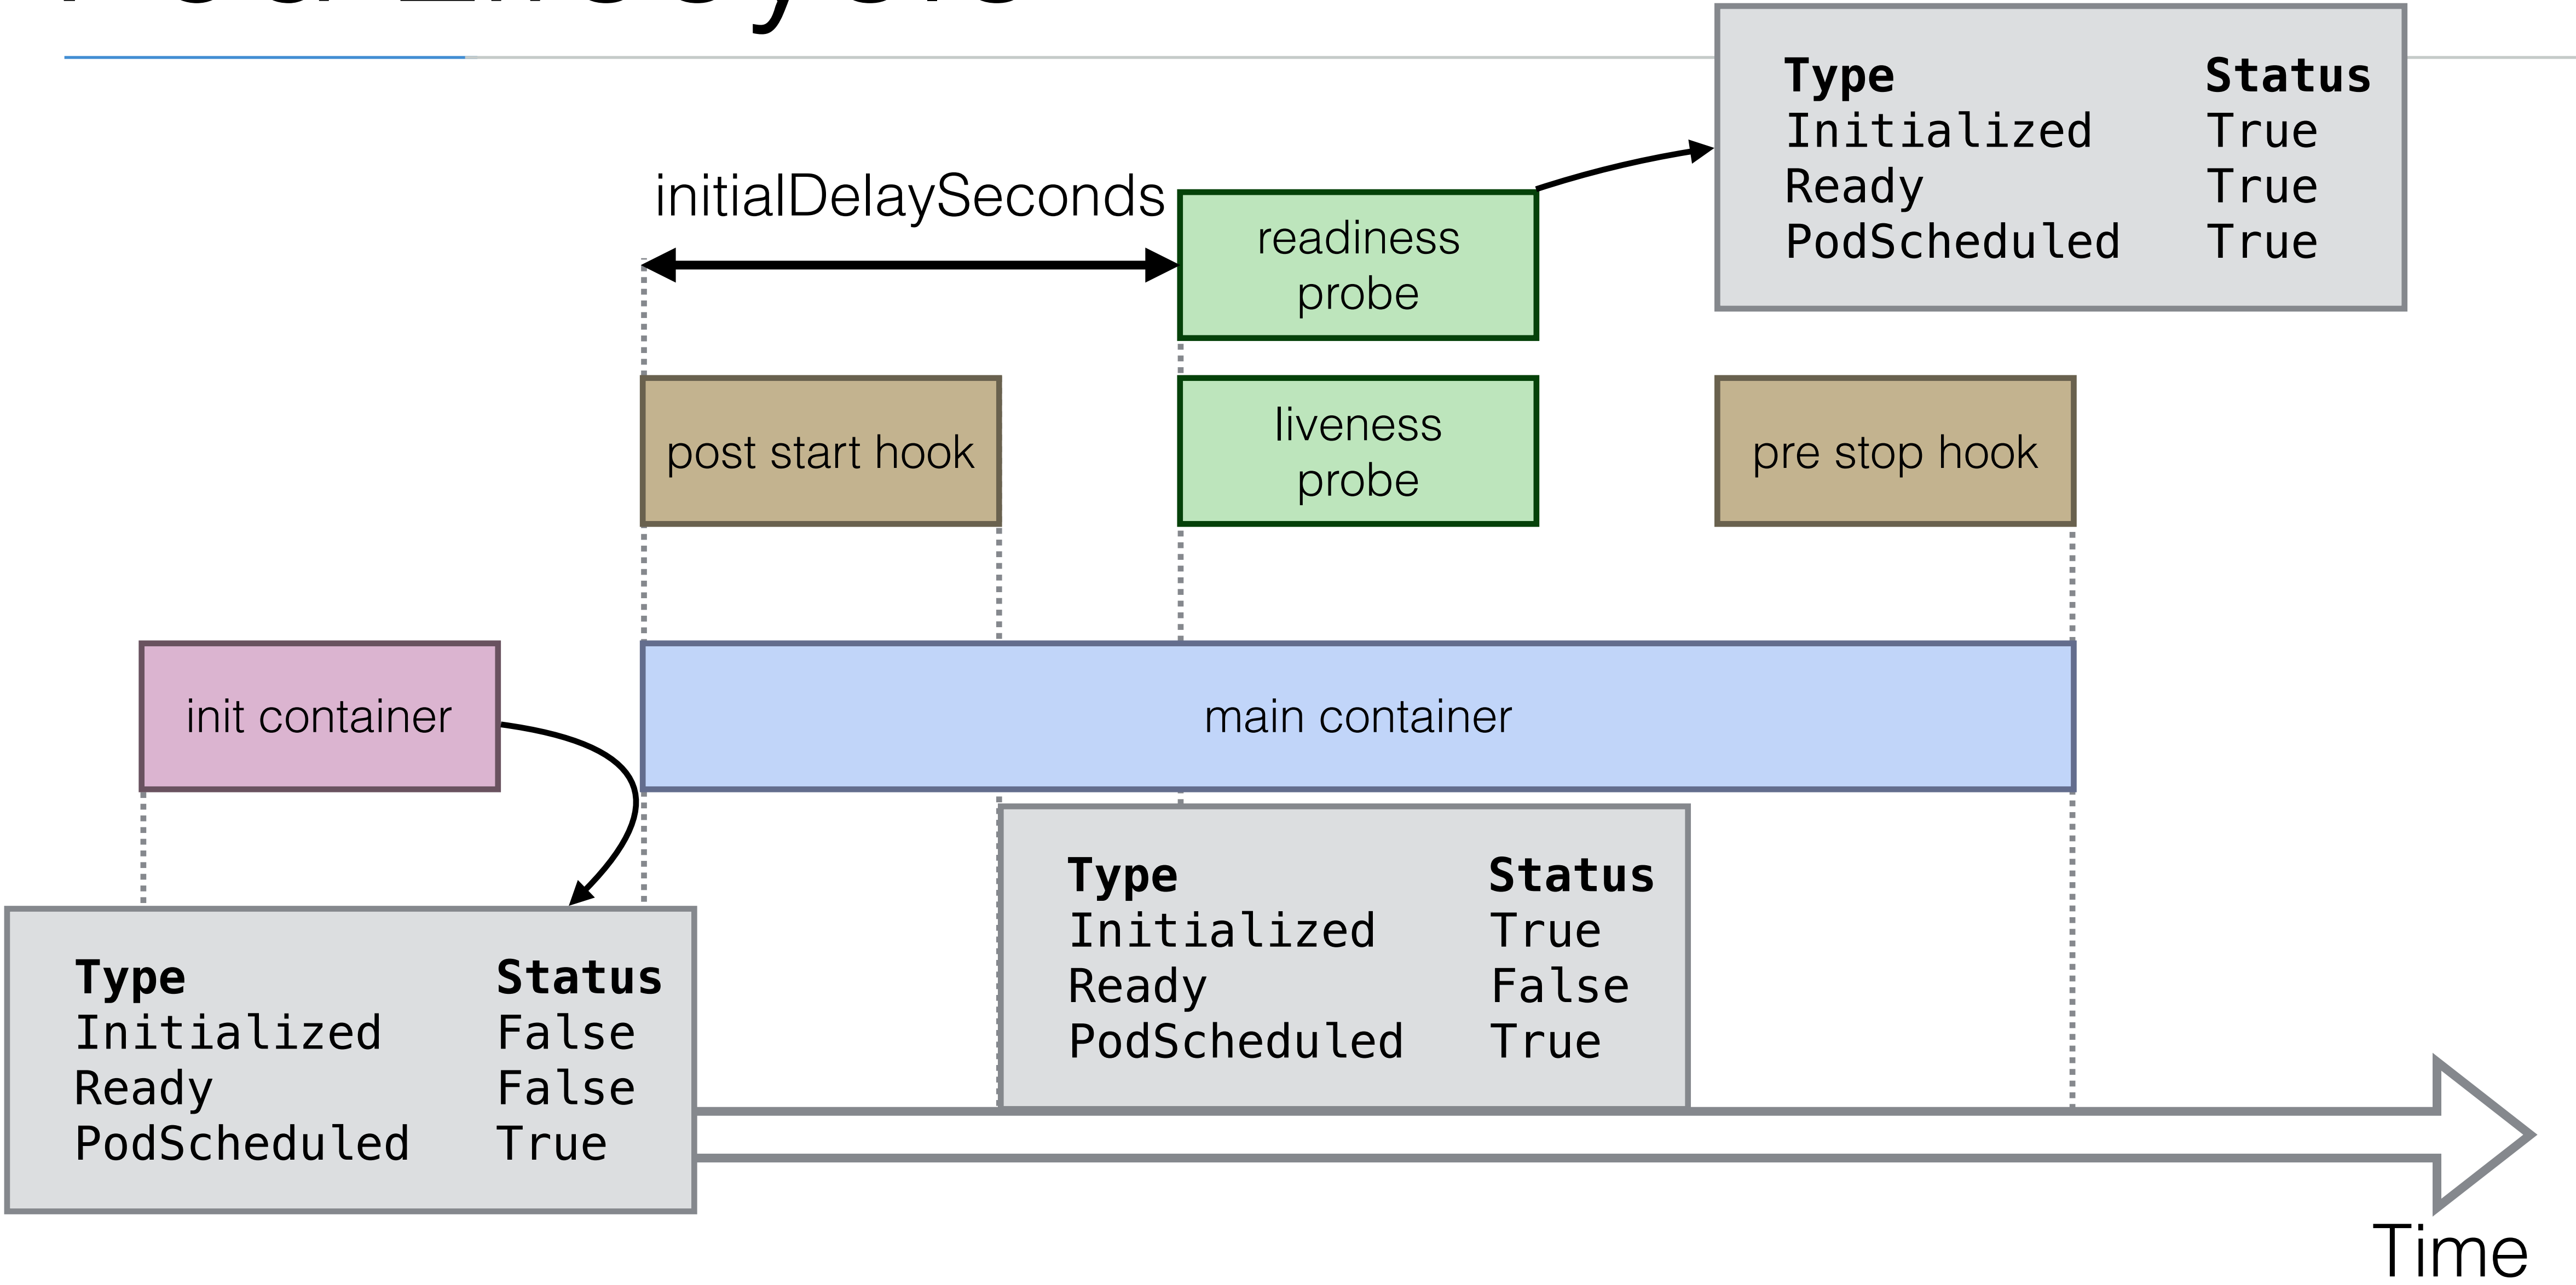 initialDelaySeconds
Type Status
Initialized True
Ready True
PodScheduled True
readiness
probe
post start hook
liveness
probe
pre stop hook
init container
main container
Type Status
Initialized False
Ready False
PodScheduled True
Type Status
Initialized True
Ready False
PodScheduled True
Time